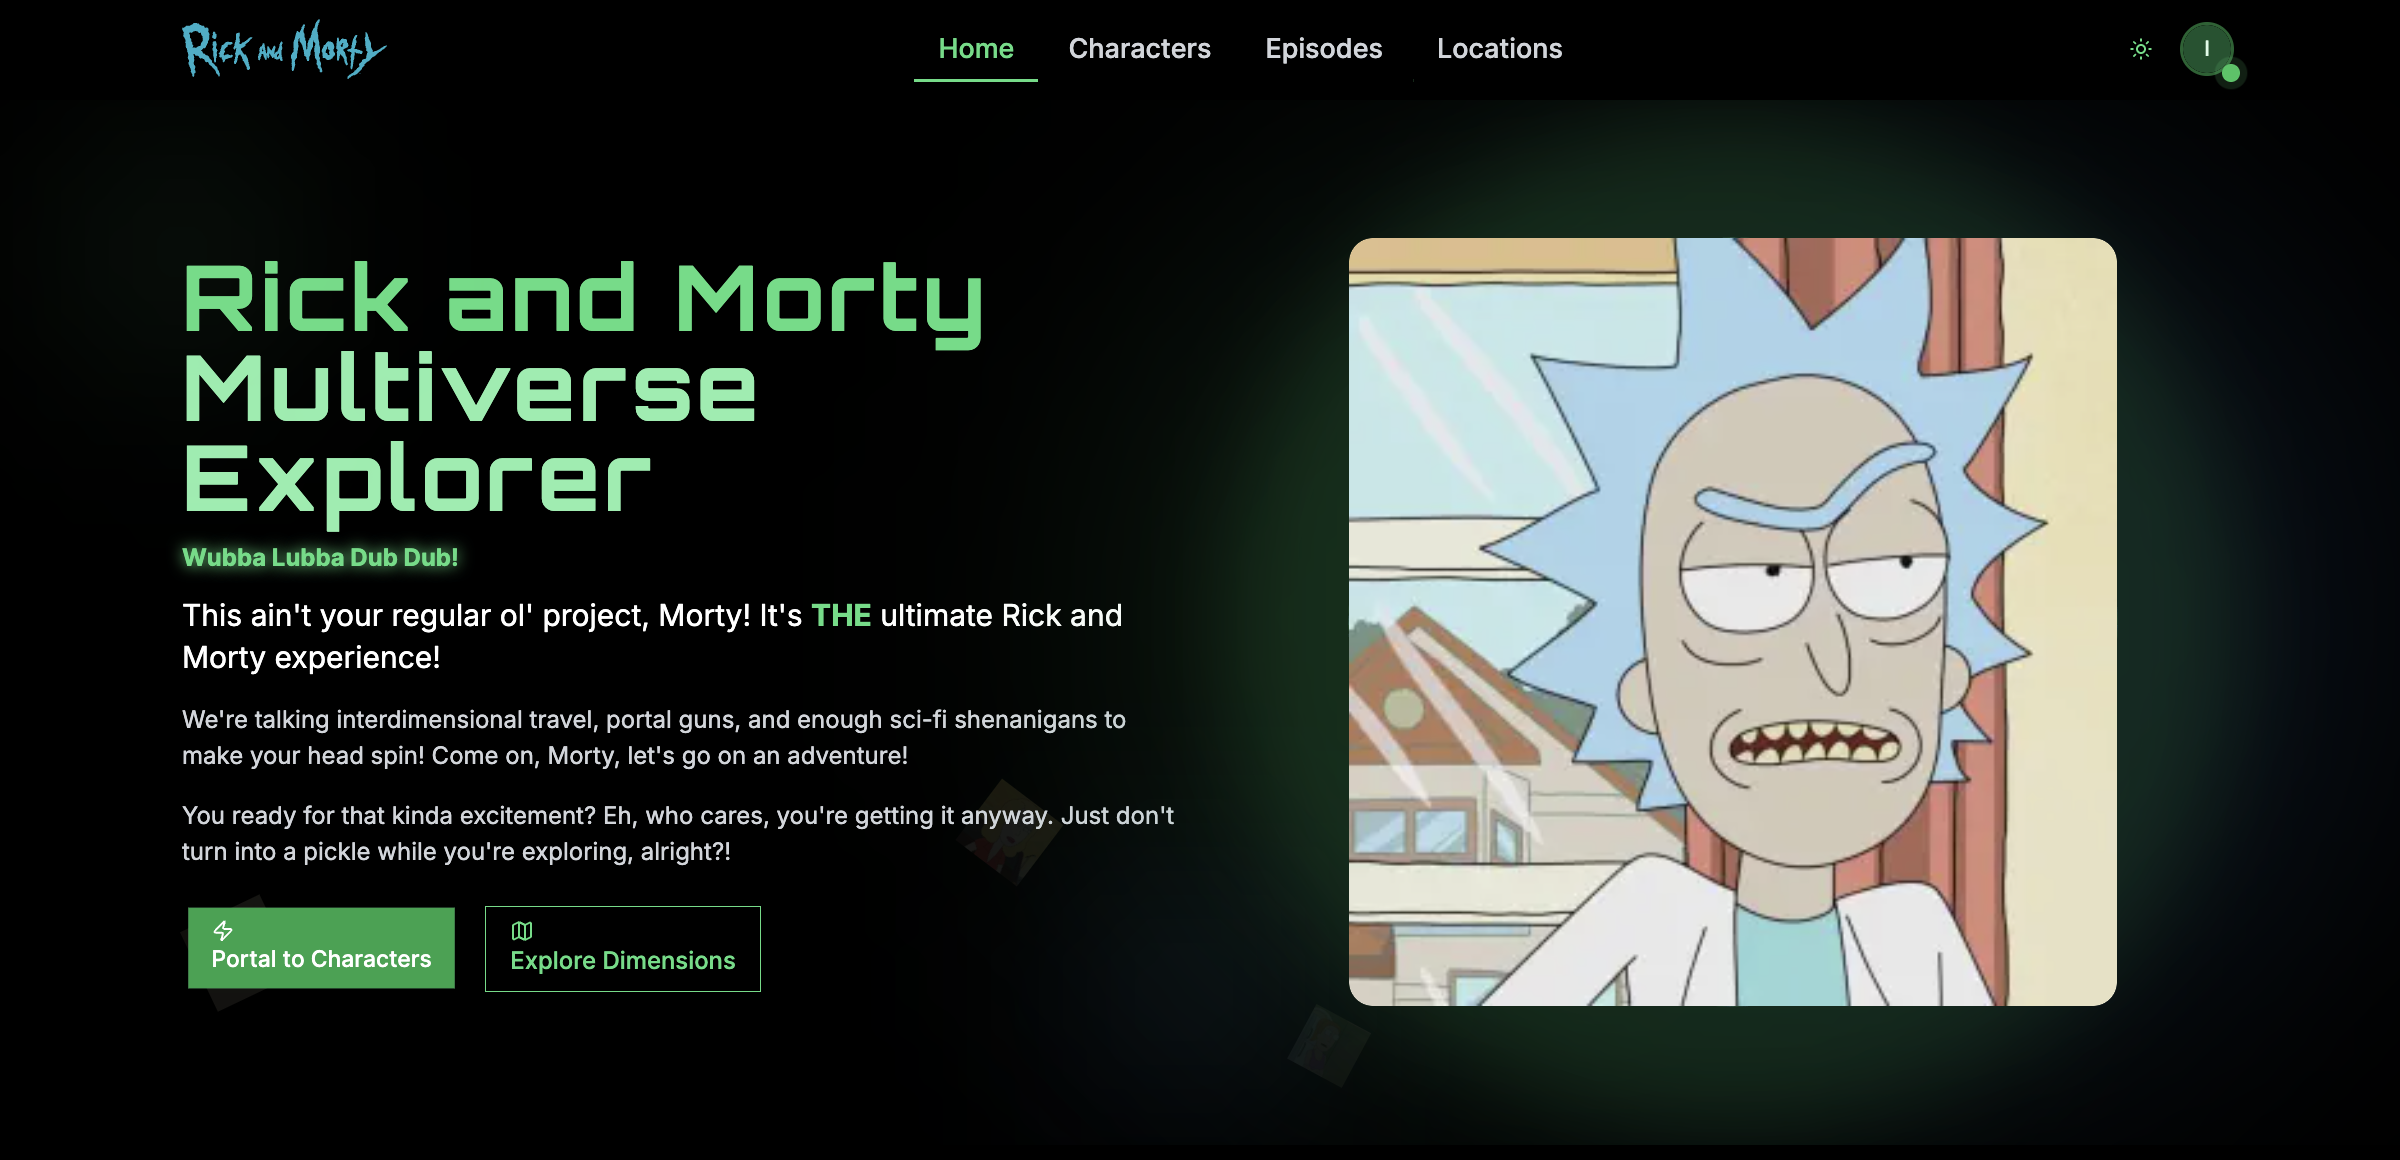 Rick and Morty
Home
Characters
Episodes
Locations
I
Rick and Morty
Multiverse
Explorer
Wubba Lubba Dub Dub!
This ain't your regular ol' project, Morty! It's THE ultimate Rick and
Morty experience!
We're talking interdimensional travel, portal guns, and enough sci-fi shenanigans to
make your head spin! Come on, Morty, let's go on an adventure!
You ready for that kinda excitement? Eh, who cares, you're getting it anyway. Just don't
turn into a pickle while you're exploring, alright?!
Portal to Characters
Explore Dimensions